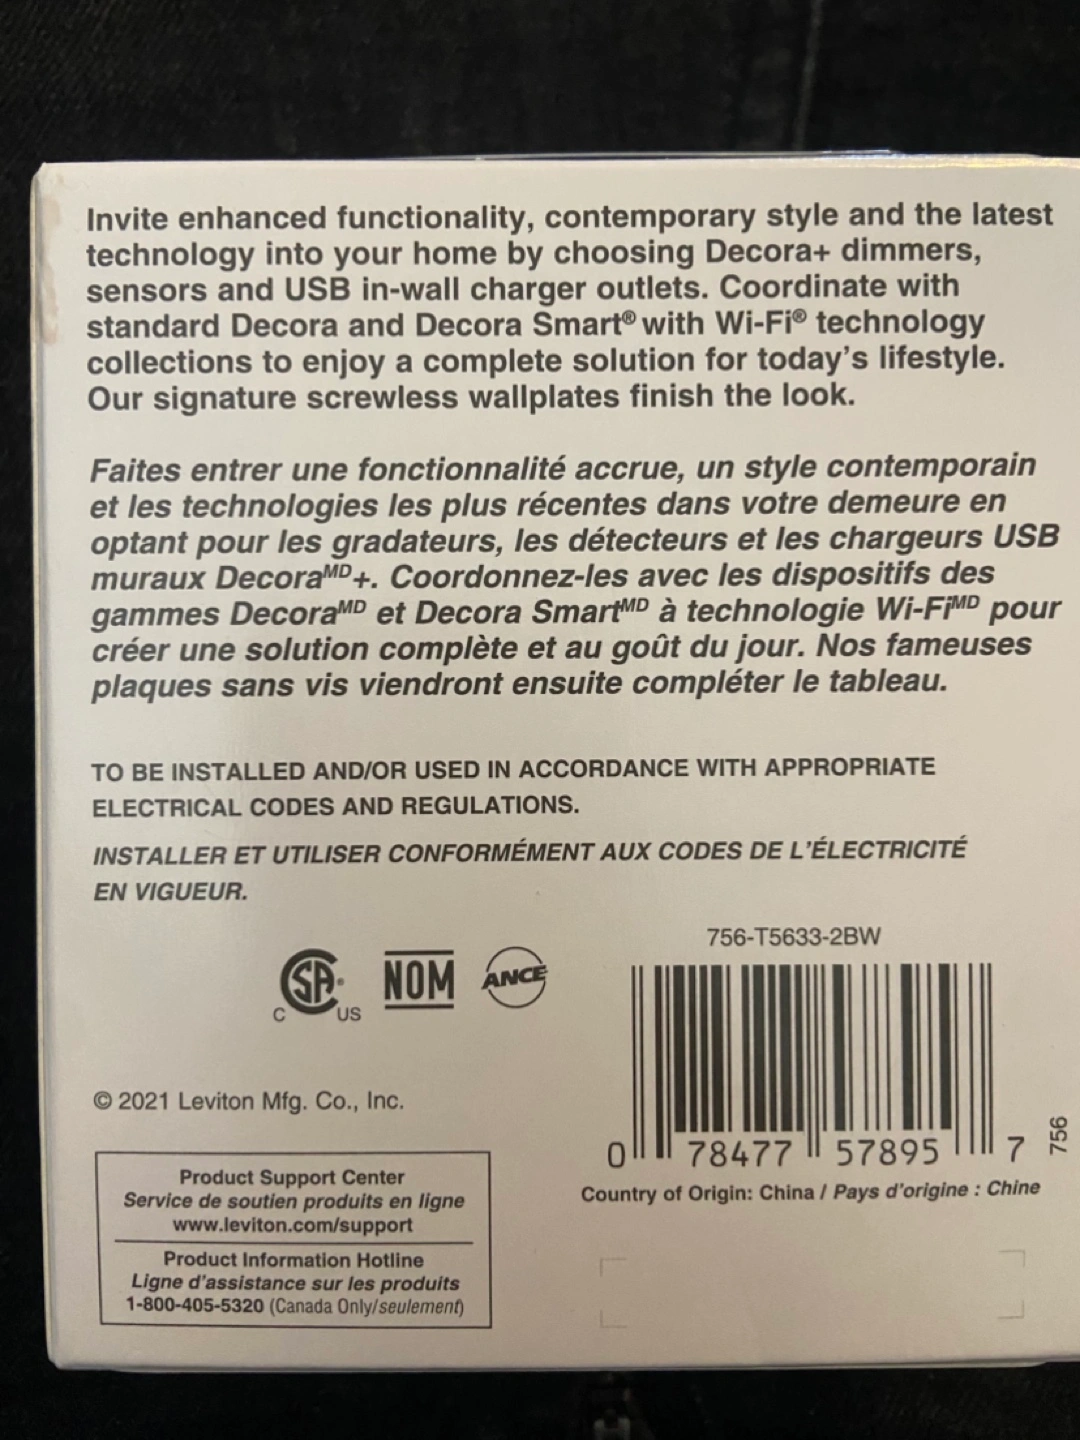 Invite enhanced functionality, contemporary style and the latest
technology into your home by choosing Decora+ dimmers,
sensors and USB in-wall charger outlets. Coordinate with
standard Decora and Decora Smart® with Wi-Fi® technology
collections to enjoy a complete solution for today's lifestyle.
Our signature screwless wallplates finish the look.
Faites entrer une fonctionnalité accrue, un style contemporain
et les technologies les plus récentes dans votre demeure en
optant pour les gradateurs, les détecteurs et les chargeurs USB
muraux Decoraᴹᴰ+. Coordonnez-les avec les dispositifs des
gammes Decoraᴹᴰ et Decora Smartᴹᴰ à technologie Wi-Fiᴹᴰ pour
créer une solution complète et au goût du jour. Nos fameuses
plaques sans vis viendront ensuite compléter le tableau.
TO BE INSTALLED AND/OR USED IN ACCORDANCE WITH APPROPRIATE
ELECTRICAL CODES AND REGULATIONS.
INSTALLER ET UTILISER CONFORMÉMENT AUX CODES DE L'ÉLECTRICITÉ
EN VIGUEUR.
C SA® US NOM ANCE
756-T5633-2BW
0 78477 57895 7
756
Country of Origin: China / Pays d'origine : Chine
© 2021 Leviton Mfg. Co., Inc.
Product Support Center
Service de soutien produits en ligne
www.leviton.com/support
Product Information Hotline
Ligne d'assistance sur les produits
1-800-405-5320 (Canada Only/seulement)